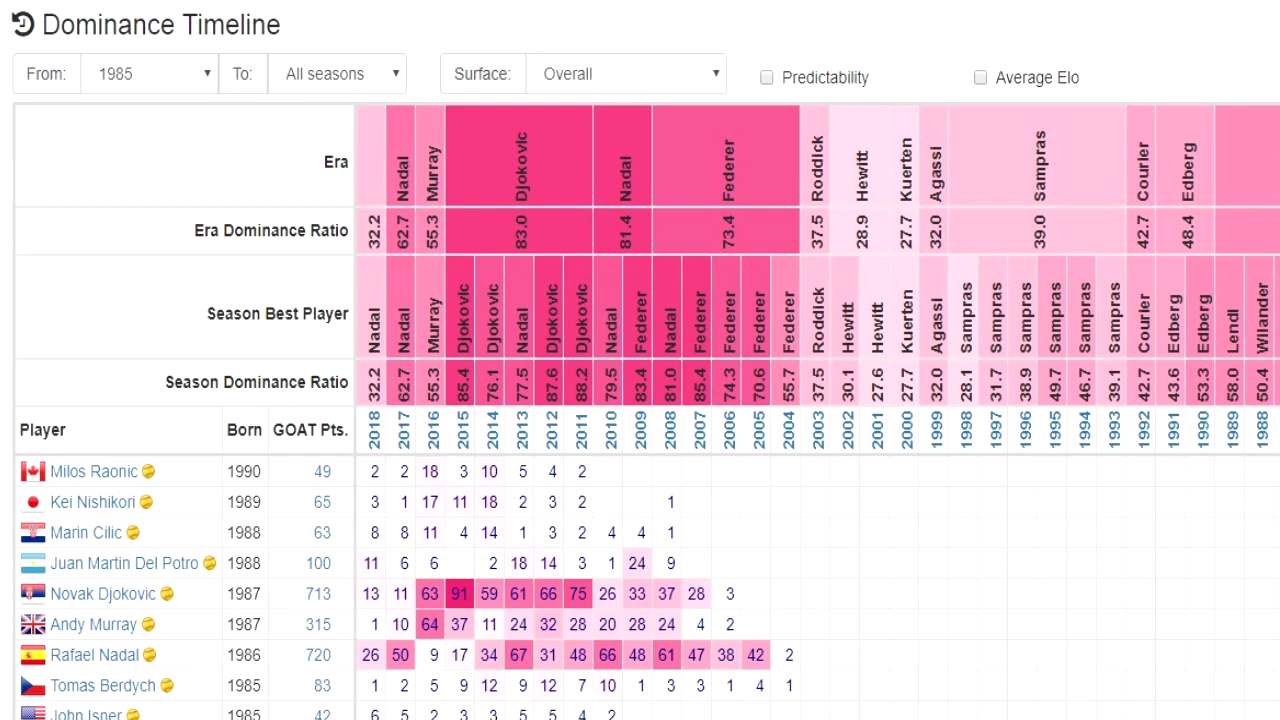 Dominance Timeline
From: 1985 To: All seasons Surface: Overall Predictability Average Elo
Era Nadal Murray Djokovic Nadal Federer Roddick Hewitt Kuerten Agassi Sampras Courier Edberg
Era Dominance Ratio 32.2 62.7 55.3 83.0 81.4 73.4 37.5 28.9 27.7 32.0 39.0 42.7 48.4
Season Best Player Nadal Nadal Murray Djokovic Djokovic Nadal Djokovic Djokovic Nadal Federer Nadal Federer Federer Federer Federer Roddick Hewitt Hewitt Kuerten Agassi Sampras Sampras Sampras Sampras Sampras Sampras Courier Edberg Edberg Lendl Wilander
Season Dominance Ratio 32.2 62.7 55.3 85.4 76.1 77.5 87.6 88.2 79.5 83.4 81.0 85.4 74.3 70.6 55.7 37.5 30.1 27.6 27.7 32.0 28.1 31.7 38.9 49.7 46.7 39.1 42.7 43.6 53.3 58.0 50.4
Player Born GOAT Pts. 2018 2017 2016 2015 2014 2013 2012 2011 2010 2009 2008 2007 2006 2005 2004 2003 2002 2001 2000 1999 1998 1997 1996 1995 1994 1993 1992 1991 1990 1989 1988
Milos Raonic 1990 49 2 2 18 3 10 5 4 2
Kei Nishikori 1989 65 3 1 17 11 18 2 3 2 1
Marin Cilic 1988 63 8 8 11 4 14 1 3 2 4 4 1
Juan Martin Del Potro 1988 100 11 6 6 2 18 14 3 1 24 9
Novak Djokovic 1987 713 13 11 63 91 59 61 66 75 26 33 37 28 3
Andy Murray 1987 315 1 10 64 37 11 24 32 28 20 28 24 4 2
Rafael Nadal 1986 720 26 50 9 17 34 67 31 48 66 48 61 47 38 42 2
Tomas Berdych 1985 83 1 2 5 9 12 9 12 7 10 1 3 3 1 4 1
John Isner 1985 42 6 5 2 3 3 5 5 4 2